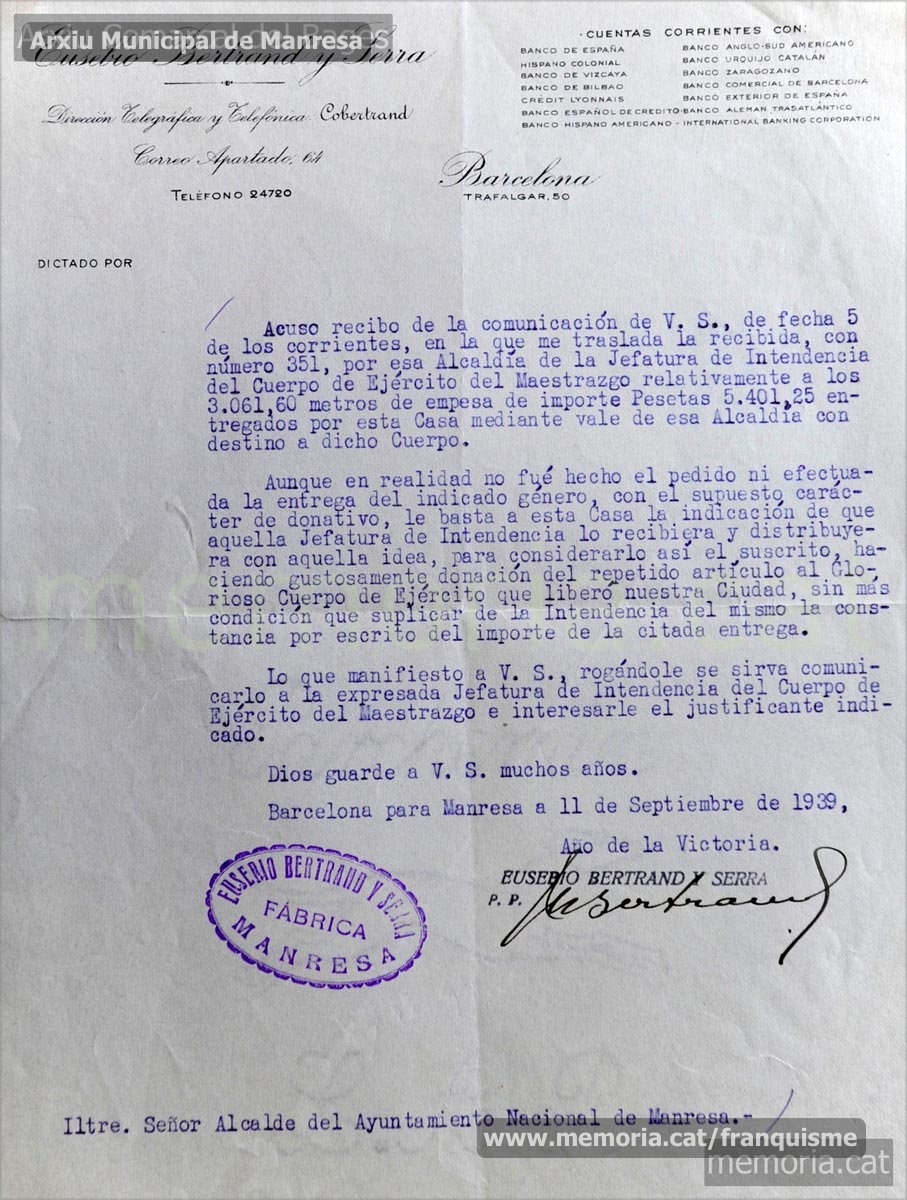 Arxiu Municipal de Manresa
Eusebio Bertrand y Serra
Dirección Telegráfica y Telefónica: Cobertrand
Correo Apartado, 64
TELÉFONO 24720
·CUENTAS CORRIENTES CON:
BANCO DE ESPAÑA
HISPANO COLONIAL
BANCO DE VIZCAYA
BANCO DE BILBAO
CRÉDIT LYONNAIS
BANCO ESPAÑOL DE CREDITO-
BANCO ANGLO-SUD AMERICANO
BANCO URQUIJO CATALÁN
BANCO ZARAGOZANO
BANCO COMERCIAL DE BARCELONA
BANCO EXTERIOR DE ESPAÑA
BANCO ALEMAN TRASATLÁNTICO
BANCO HISPANO AMERICANO - INTERNATIONAL BANKING CORPORATION
Barcelona
TRAFALGAR, 50
DICTADO POR
Acuso recibo de la comunicación de V. S., de fecha 5
de los corrientes, en la que me traslada la recibida, con
número 351, por esa Alcaldía de la Jefatura de Intendencia
del Cuerpo de Ejército del Maestrazgo relativamente a los
3.061,60 metros de empesa de importe Pesetas 5.401,25 en-
tregados por esta Casa mediante vale de esa Alcaldía con
destino a dicho Cuerpo.
Aunque en realidad no fué hecho el pedido ni efectua-
da la entrega del indicado género, con el supuesto carác-
ter de donativo, le basta a esta Casa la indicación de que
aquella Jefatura de Intendencia lo recibiera y distribuye-
ra con aquella idea, para considerarlo así el suscrito, ha-
ciendo gustosamente donación del repetido artículo al Glo-
rioso Cuerpo de Ejército que liberó nuestra Ciudad, sin más
condición que suplicar de la Intendencia del mismo la cons-
tancia por escrito del importe de la citada entrega.
Lo que manifiesto a V. S., rogándole se sirva comuni-
carlo a la expresada Jefatura de Intendencia del Cuerpo de
Ejército del Maestrazgo e interesarle el justificante indi-
cado.
Dios guarde a V. S. muchos años.
Barcelona para Manresa a 11 de Septiembre de 1939,
Año de la Victoria.
EUSEBIO BERTRAND Y SERRA
P. P.
EUSEBIO BERTRAND Y SERRA
FÁBRICA
MANRESA
Iltre. Señor Alcalde del Ayuntamiento Nacional de Manresa.-
www.memoria.cat/franquisme
memoria.cat